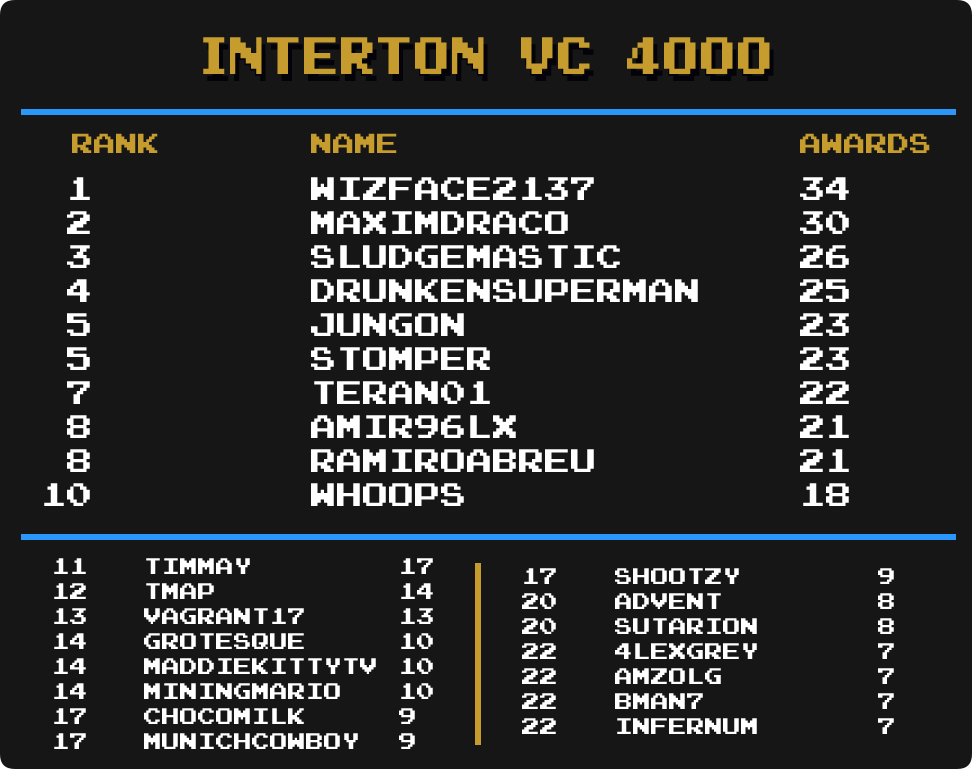 INTERTON VC 4000
RANK NAME AWARDS
1 WIZFACE2137 34
2 MAXIMDRACO 30
3 SLUDGEMASTIC 26
4 DRUNKENSUPERMAN 25
5 JUNGON 23
5 STOMPER 23
7 TERAN01 22
8 AMIR96LX 21
8 RAMIROABREU 21
10 WHOOPS 18
11 TIMMAY 17
12 TMAP 14
13 VAGRANT17 13
14 GROTESQUE 10
14 MADDIEKITTYTV 10
14 MININGMARIO 10
17 CHOCOMILK 9
17 MUNICHCOWBOY 9
17 SHOOTZY 9
20 ADVENT 8
20 SUTARION 8
22 4LEXGREY 7
22 AMZOLG 7
22 BMAN7 7
22 INFERNUM 7